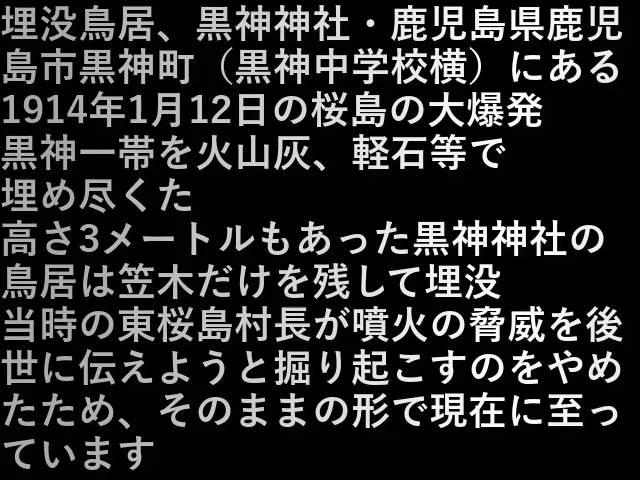 埋没鳥居、黒神神社・鹿児島県鹿児
島市黒神町（黒神中学校横）にある
1914年1月12日の桜島の大爆発
黒神一帯を火山灰、軽石等で
埋め尽くた
高さ3メートルもあった黒神神社の
鳥居は笠木だけを残して埋没
当時の東桜島村長が噴火の脅威を後
世に伝えようと掘り起こすのをやめ
たため、そのままの形で現在に至っ
ています